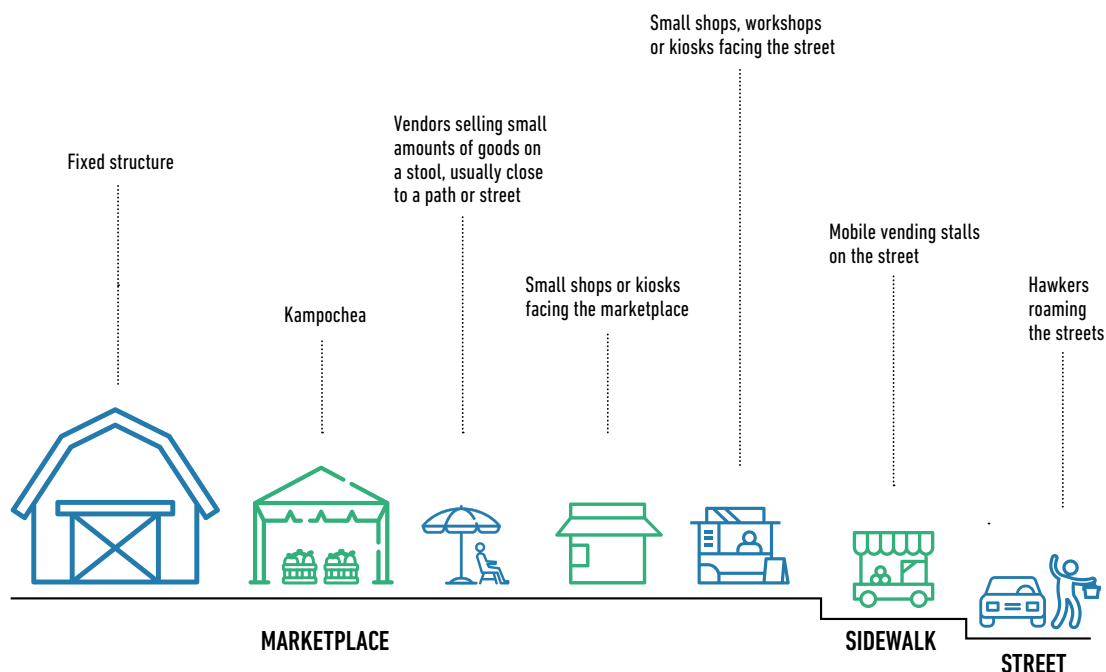 Small shops, workshops
or kiosks facing the street
Vendors selling small
amounts of goods on
a stool, usually close
to a path or street
Fixed structure
Mobile vending stalls
on the street
Small shops or kiosks
facing the marketplace
Hawkers
roaming
the streets
Kampochea
MARKETPLACE
SIDEWALK
STREET